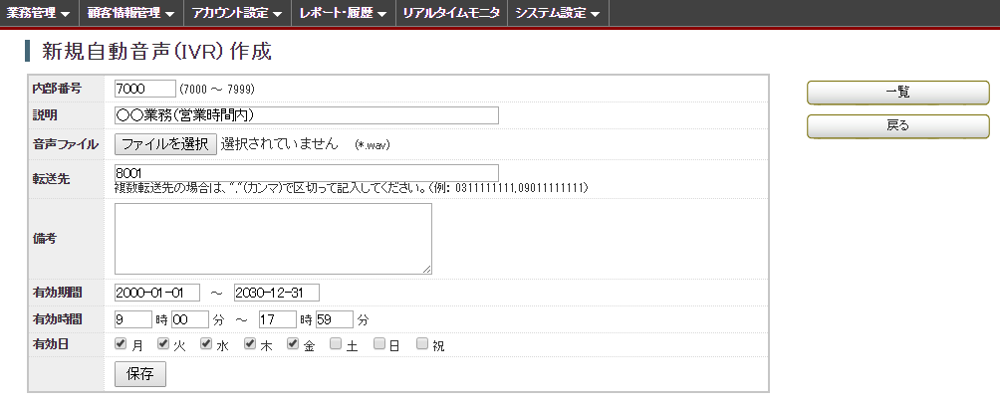 業務管理 ▼ 顧客情報管理 ▼ アカウント設定 ▼ レポート・履歴 ▼ リアルタイムモニタ システム設定 ▼
新規自動音声(IVR)作成
内部番号 7000 (7000 ～ 7999)
一覧
説明 〇〇業務(営業時間内)
戻る
音声ファイル ファイルを選択 選択されていません (*.wav)
転送先 8001
複数転送先の場合は、","(カンマ)で区切って記入してください。(例: 0311111111,09011111111)
備考
有効期間 2000-01-01 ～ 2030-12-31
有効時間 9 時 00 分 ～ 17 時 59 分
有効日 月 火 水 木 金 土 日 祝
保存